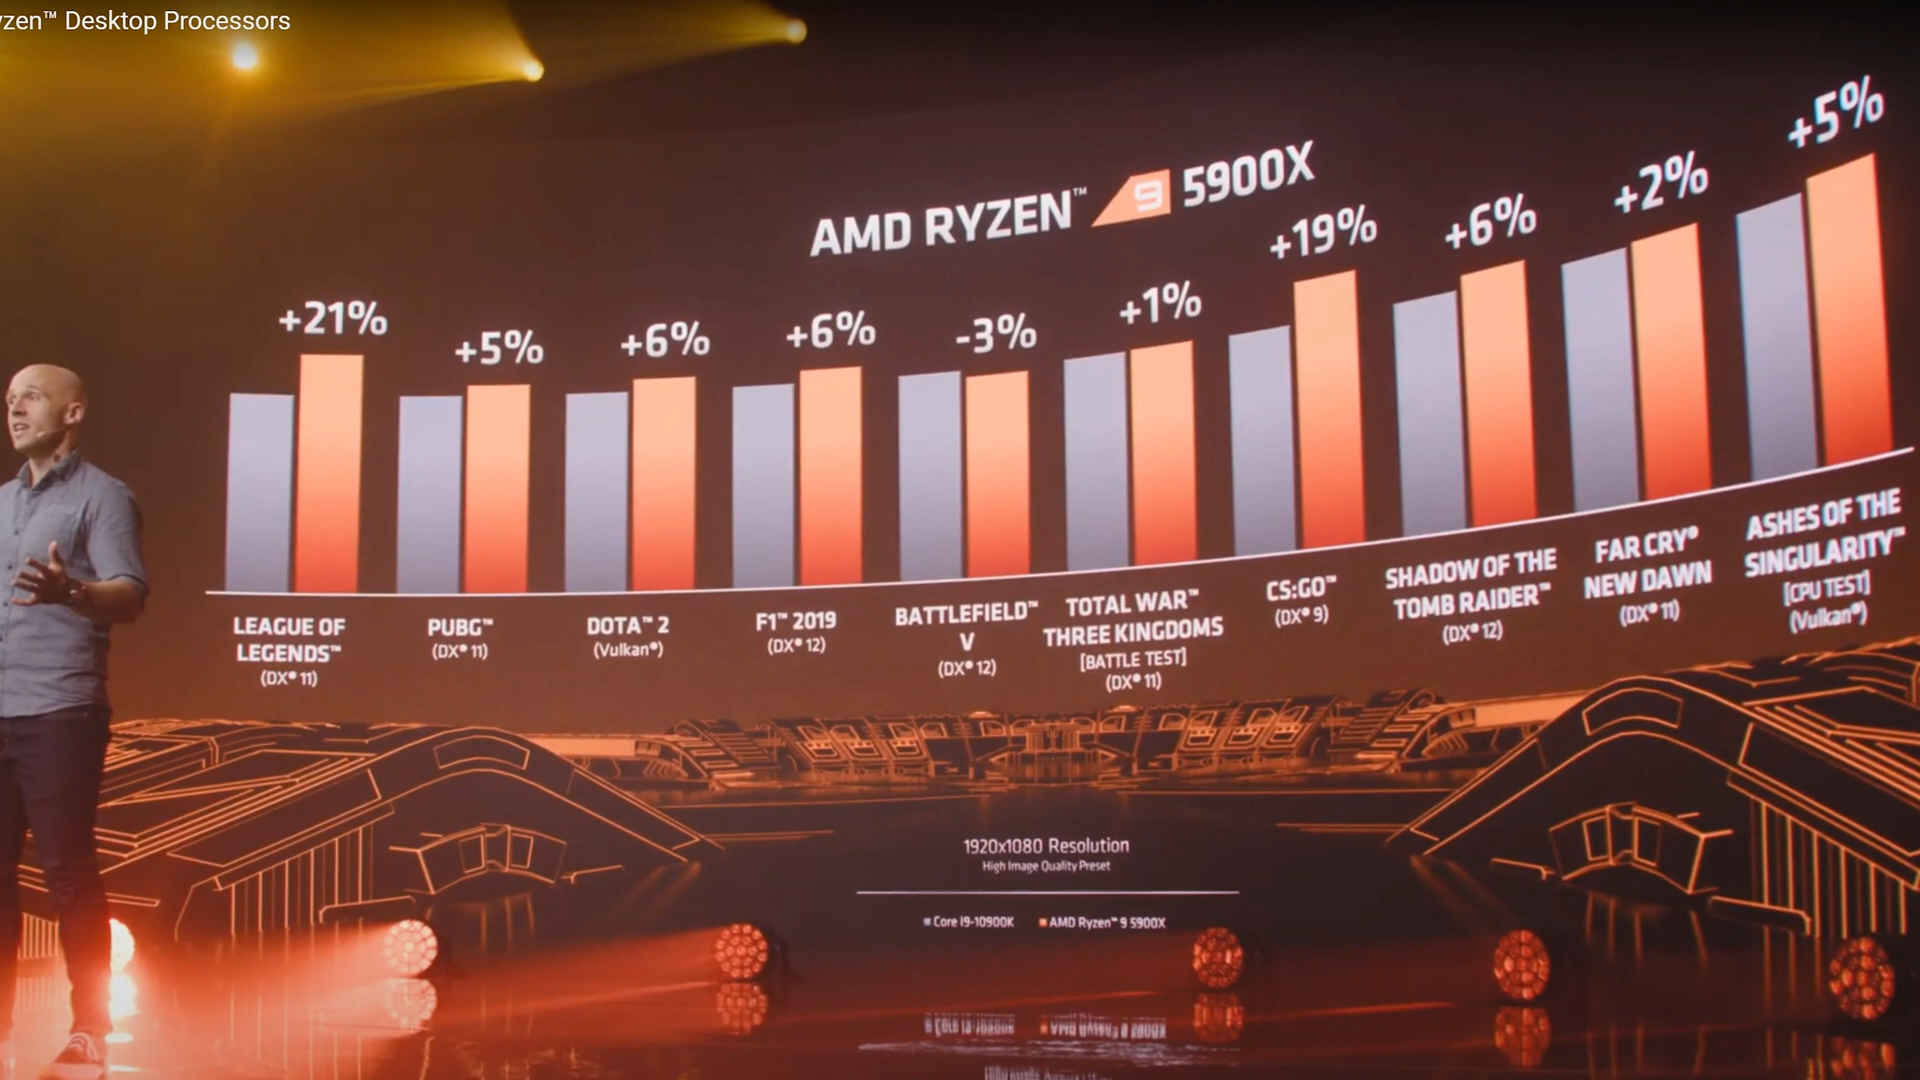 yzen™ Desktop Processors
AMD RYZEN™ 9 5900X
+21%
+5%
+6%
+6%
-3%
+1%
+19%
+6%
+2%
+5%
LEAGUE OF
LEGENDS™
(DX® 11)
PUBG™
(DX® 11)
DOTA™ 2
(Vulkan®)
F1™ 2019
(DX® 12)
BATTLEFIELD™
V
(DX® 12)
TOTAL WAR™
THREE KINGDOMS
[BATTLE TEST]
(DX® 11)
CS:GO™
(DX® 9)
SHADOW OF THE
TOMB RAIDER™
(DX® 12)
FAR CRY®
NEW DAWN
(DX® 11)
ASHES OF THE
SINGULARITY™
[CPU TEST]
(Vulkan®)
1920x1080 Resolution
High Image Quality Preset
Core i9-10900K
AMD Ryzen™ 9 5900X